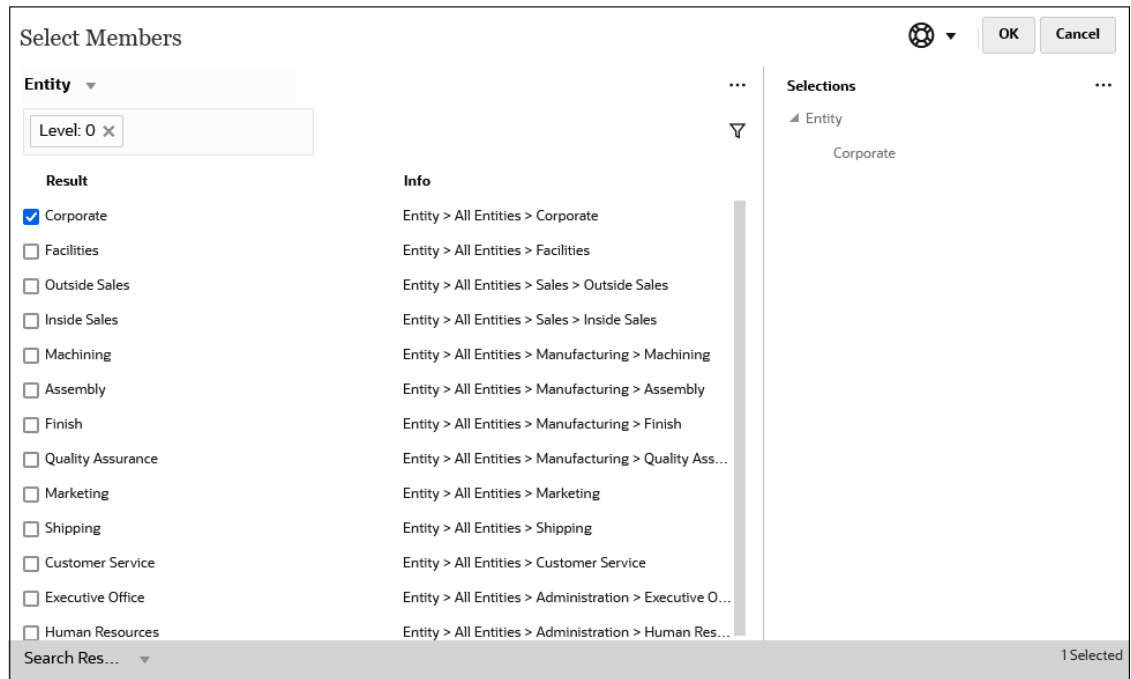 Select Members
OK
Cancel
Entity
Selections
Level: 0
Entity
Corporate
Result Info
Corporate Entity > All Entities > Corporate
Facilities Entity > All Entities > Facilities
Outside Sales Entity > All Entities > Sales > Outside Sales
Inside Sales Entity > All Entities > Sales > Inside Sales
Machining Entity > All Entities > Manufacturing > Machining
Assembly Entity > All Entities > Manufacturing > Assembly
Finish Entity > All Entities > Manufacturing > Finish
Quality Assurance Entity > All Entities > Manufacturing > Quality Ass...
Marketing Entity > All Entities > Marketing
Shipping Entity > All Entities > Shipping
Customer Service Entity > All Entities > Customer Service
Executive Office Entity > All Entities > Administration > Executive O...
Human Resources Entity > All Entities > Administration > Human Res...
Search Res...
1 Selected